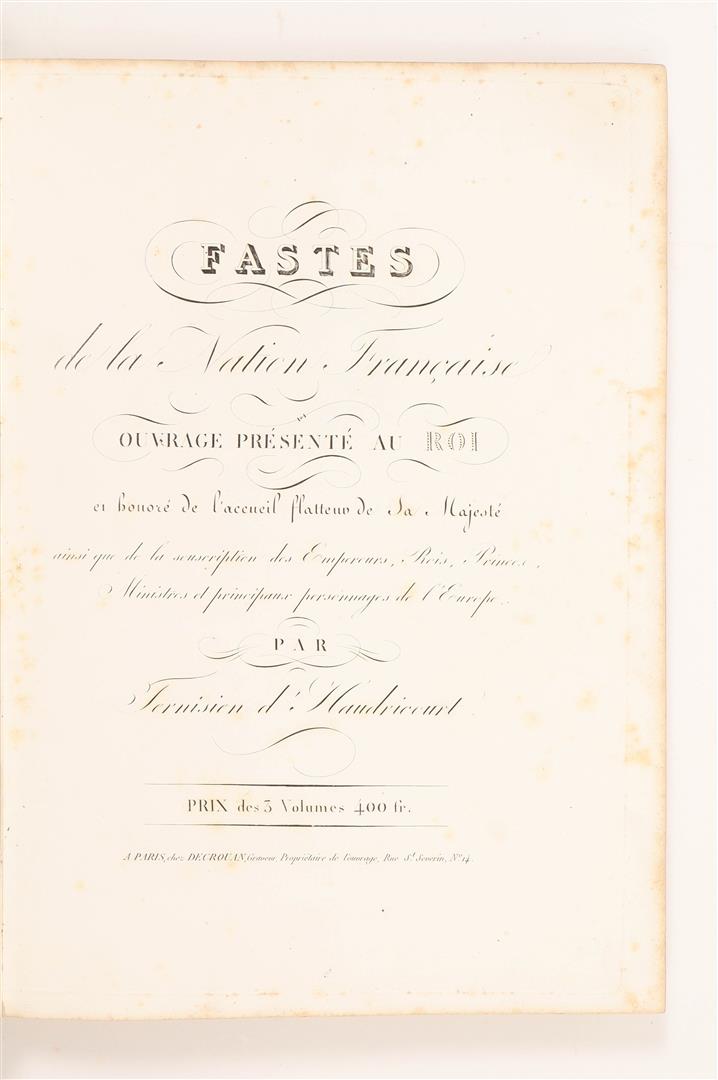 FASTES
de la Nation Française
OUVRAGE PRÉSENTÉ AU ROI
et honoré de l'accueil flatteur de Sa Majesté
ainsi que de la souscription des Empereurs, Rois, Princes,
Ministres et principaux personnages de l'Europe.
PAR
Ternisien d'Haudricourt
PRIX des 3 Volumes 400 fr.
A PARIS, chez DECROUAN, Graveur, Propriétaire de l'ouvrage, Rue St. Severin, No. 14.